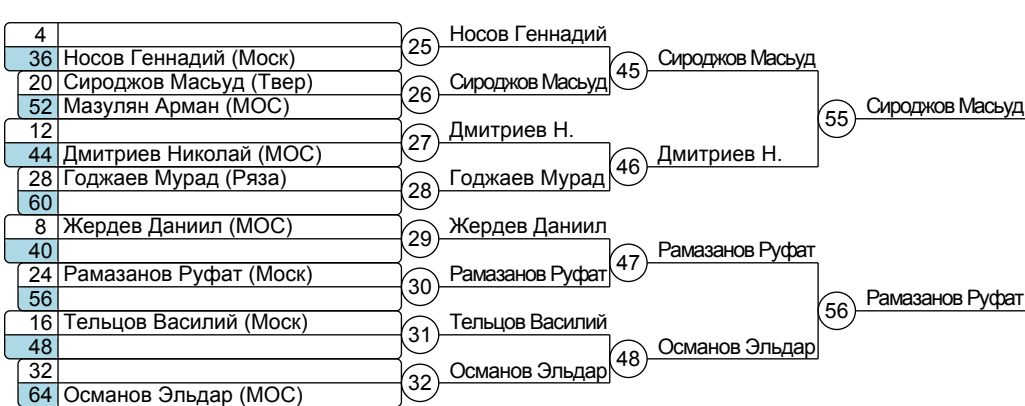 4
36 Носов Геннадий (Моск)
20 Сироджов Масьуд (Твер)
52 Мазулян Арман (МОС)
12
44 Дмитриев Николай (МОС)
28 Годжаев Мурад (Ряза)
60
8 Жердев Даниил (МОС)
40
24 Рамазанов Руфат (Моск)
56
16 Тельцов Василий (Моск)
48
32
64 Османов Эльдар (МОС)
25 Носов Геннадий
26 Сироджов Масьуд
27 Дмитриев Н.
28 Годжаев Мурад
29 Жердев Даниил
30 Рамазанов Руфат
31 Тельцов Василий
32 Османов Эльдар
45 Сироджов Масьуд
46 Дмитриев Н.
47 Рамазанов Руфат
48 Османов Эльдар
55 Сироджов Масьуд
56 Рамазанов Руфат